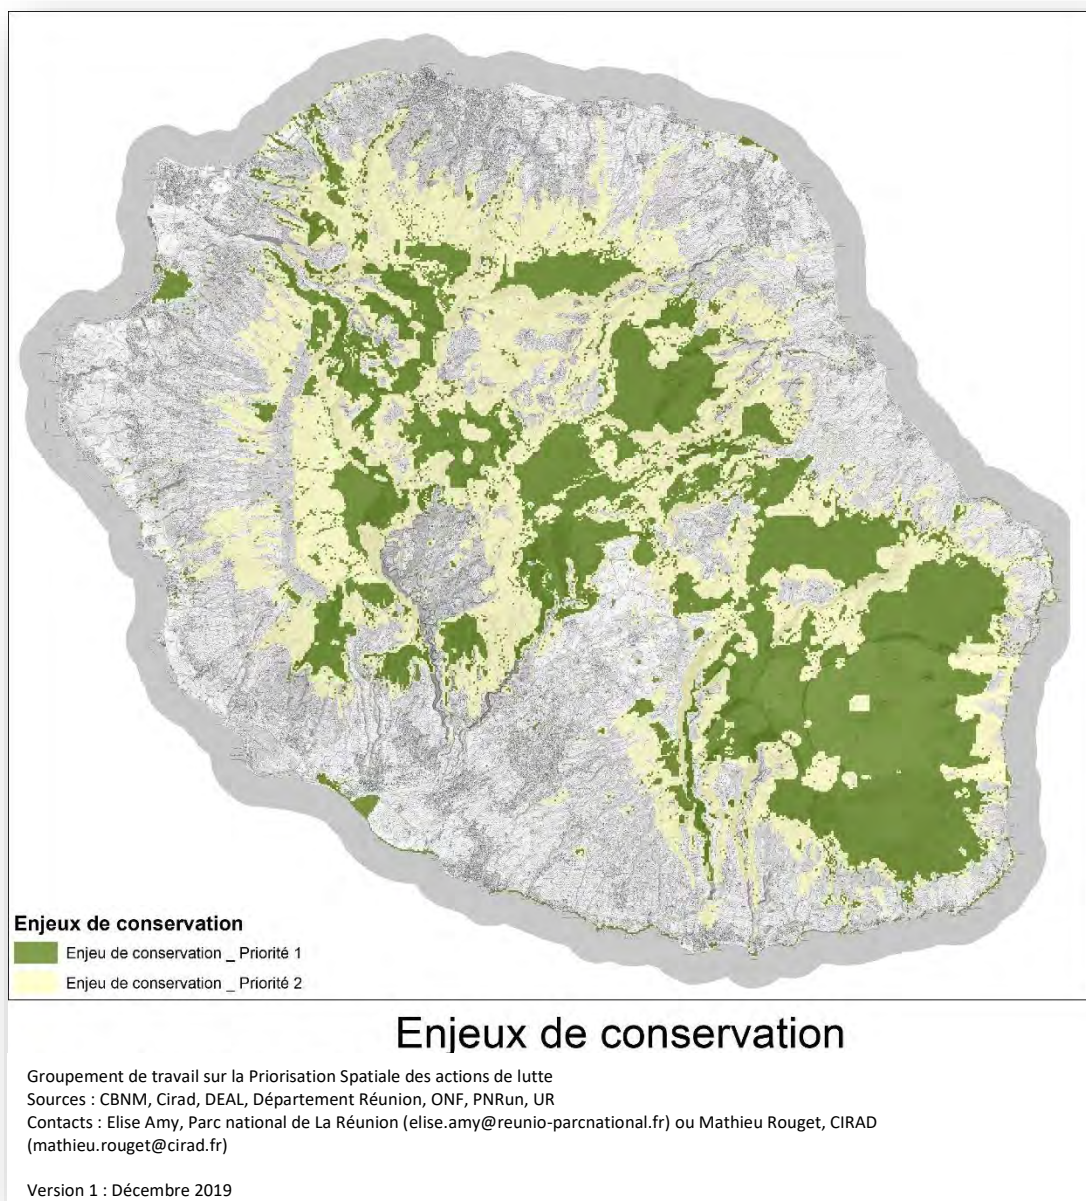 Enjeux de conservation
Enjeu de conservation _ Priorité 1
Enjeu de conservation _ Priorité 2
Enjeux de conservation
Groupement de travail sur la Priorisation Spatiale des actions de lutte
Sources : CBNM, Cirad, DEAL, Département Réunion, ONF, PNRun, UR
Contacts : Elise Amy, Parc national de La Réunion (elise.amy@reunio-parcnational.fr) ou Mathieu Rouget, CIRAD
(mathieu.rouget@cirad.fr)
Version 1 : Décembre 2019